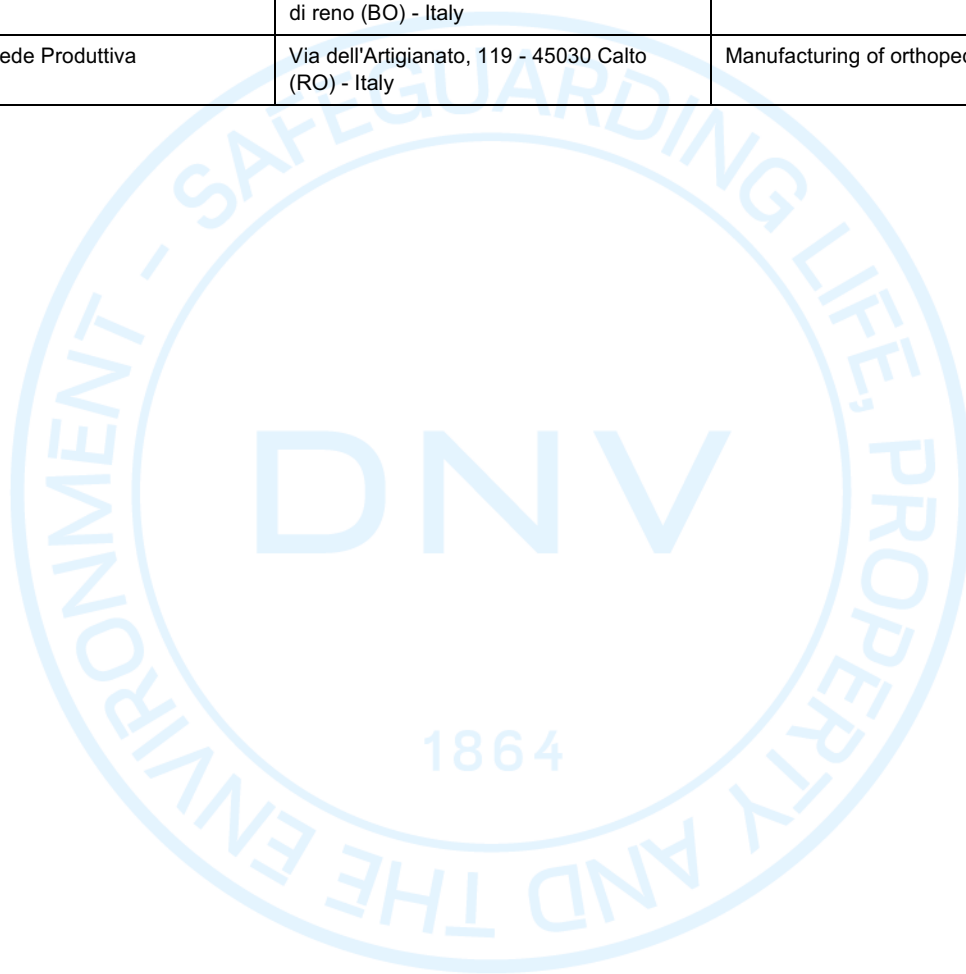 di reno (BO) - Italy
ede Produttiva
Via dell'Artigianato, 119 - 45030 Calto
(RO) - Italy
Manufacturing of orthoped
SAFEGUARDING LIFE, PROPERTY AND THE ENVIRONMENT -
DNV
1864